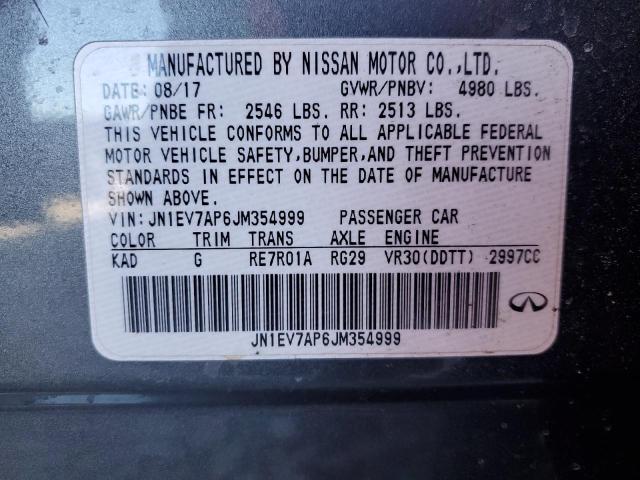 MANUFACTURED BY NISSAN MOTOR CO.,LTD.
DATE: 08/17 GVWR/PNBV: 4980 LBS.
GAWR/PNBE FR: 2546 LBS. RR: 2513 LBS.
THIS VEHICLE CONFORMS TO ALL APPLICABLE FEDERAL
MOTOR VEHICLE SAFETY,BUMPER,AND THEFT PREVENTION
STANDARDS IN EFFECT ON THE DATE OF MANUFACTURE
SHOWN ABOVE.
VIN:JN1EV7AP6JM354999 PASSENGER CAR
COLOR TRIM TRANS AXLE ENGINE
KAD G RE7R01A RG29 VR30(DDTT) 2997CC
JN1EV7AP6JM354999